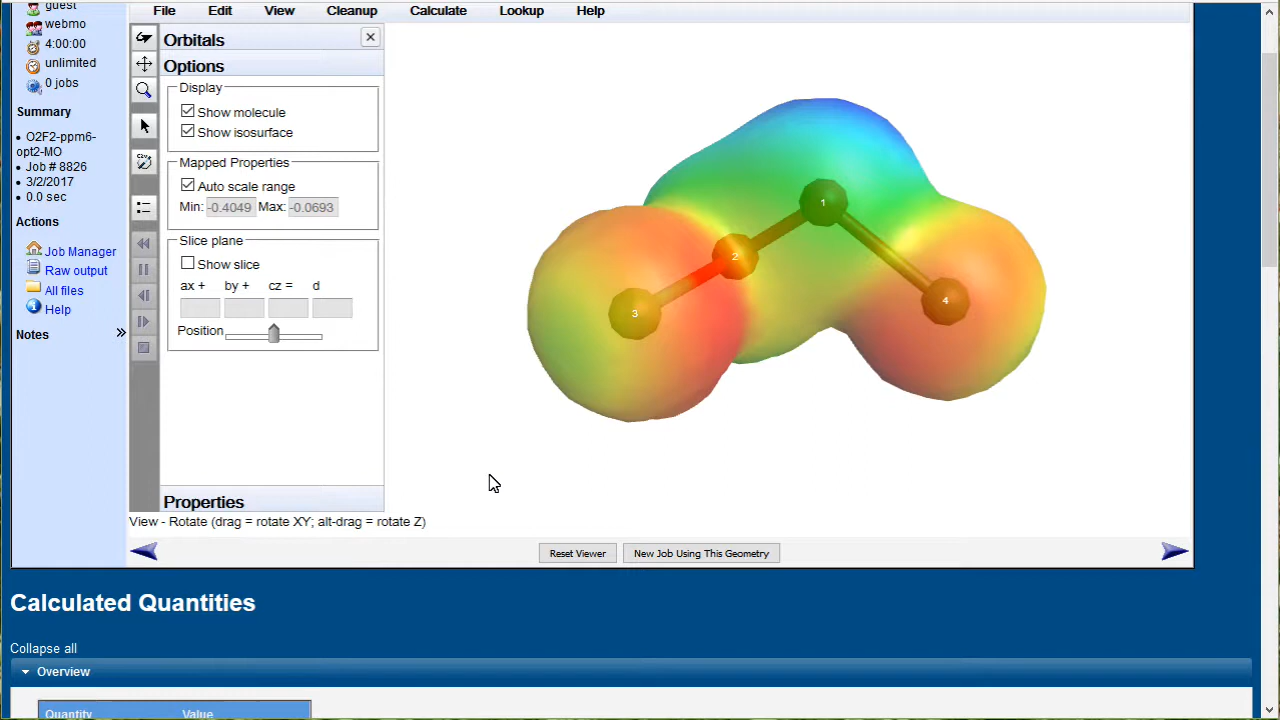 guest
webmo
4:00:00
unlimited
0 jobs
Summary
• O2F2-ppm6-
opt2-MO
• Job # 8826
• 3/2/2017
• 0.0 sec
Actions
Job Manager
Raw output
All files
Help
Notes
File Edit View Cleanup Calculate Lookup Help
Orbitals
Options
Display
Show molecule
Show isosurface
Mapped Properties
Auto scale range
Min: -0.4049 Max: -0.0693
Slice plane
Show slice
ax + by + cz = d
Position
Properties
1
2
3
4
View - Rotate (drag = rotate XY; alt-drag = rotate Z)
Reset Viewer New Job Using This Geometry
Calculated Quantities
Collapse all
Overview
Quantity Value